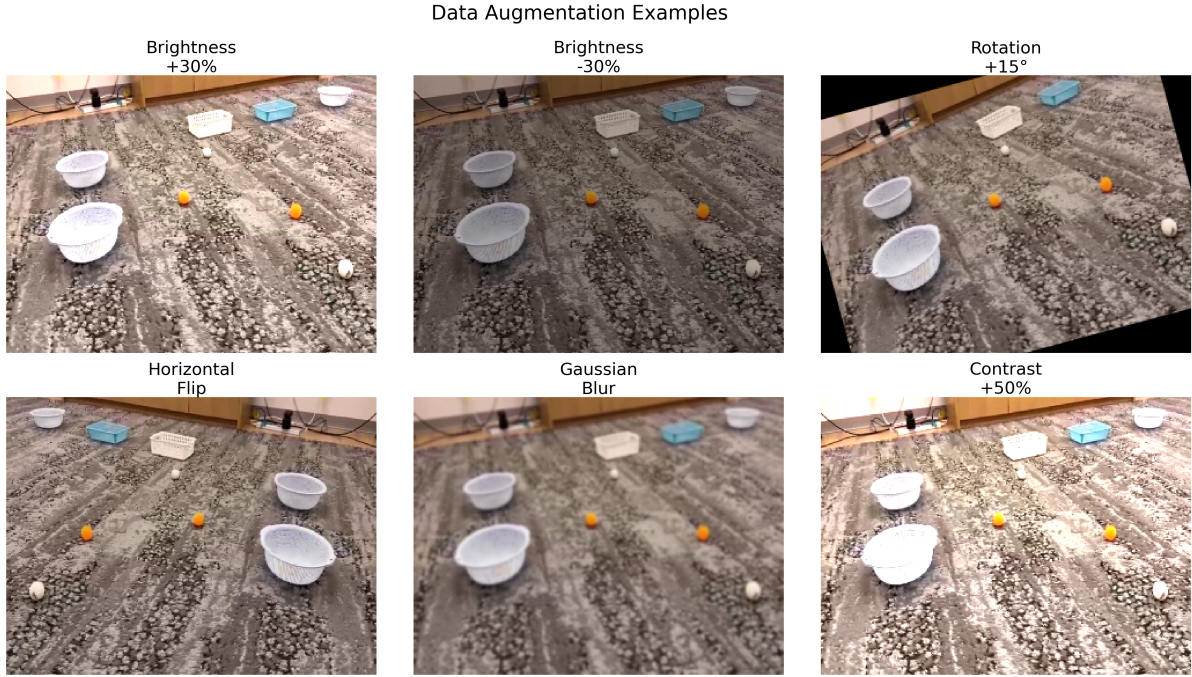 Data Augmentation Examples
Brightness
+30%
Brightness
-30%
Rotation
+15°
Horizontal
Flip
Gaussian
Blur
Contrast
+50%